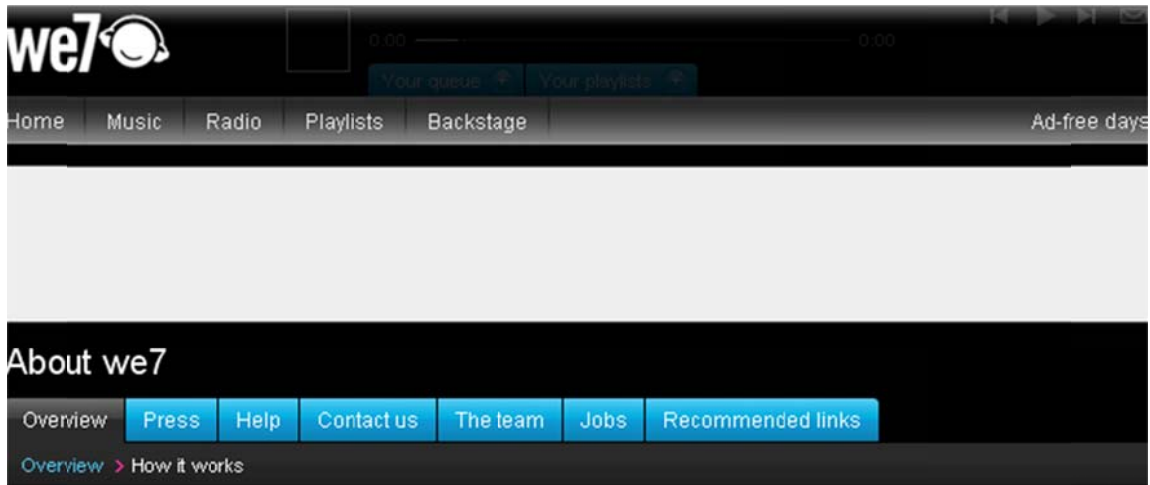 we7
0:00 0:00
Your queue Your playlists
Home Music Radio Playlists Backstage Ad-free days
About we7
Overview Press Help Contact us The team Jobs Recommended links
Overview > How it works